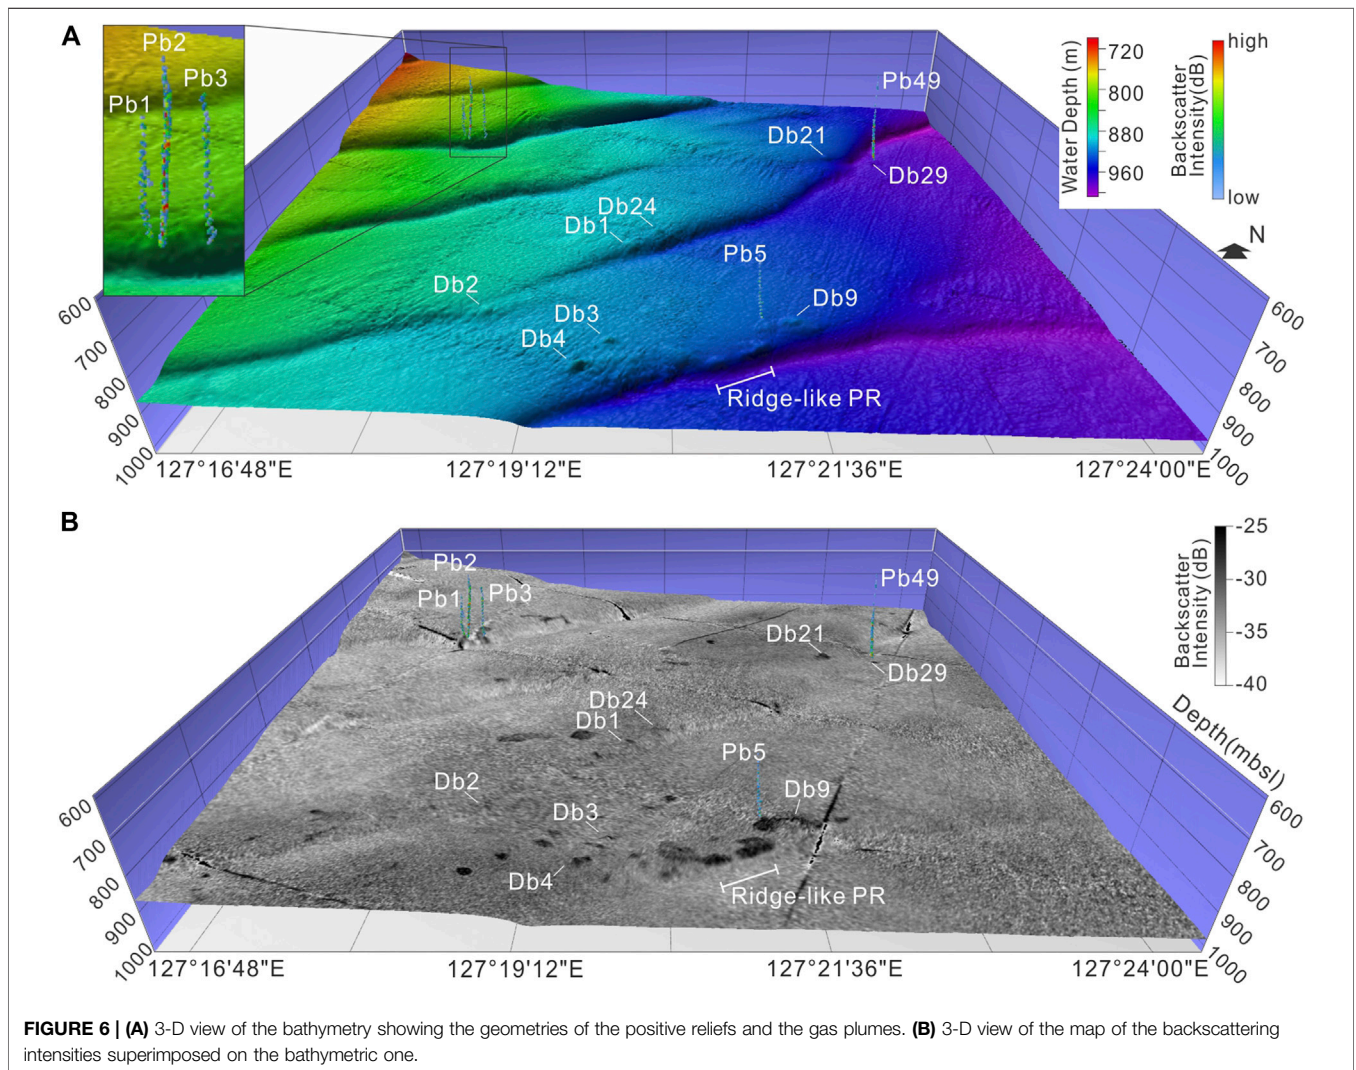 A
Pb2
Pb3
Pb1
Pb49
Db21
Db29
Db24
Db1
Pb5
Db2
Db9
Db3
Db4
Ridge-like PR
Water Depth (m)
720
800
880
960
Backscatter
Intensity(dB)
high
low
N
600
700
800
900
1000
600
700
800
900
1000
127°16'48"E
127°19'12"E
127°21'36"E
127°24'00"E
B
Pb2
Pb1
Pb3
Pb49
Db21
Db29
Db24
Db1
Pb5
Db2
Db9
Db3
Db4
Ridge-like PR
Backscatter
Intensity (dB)
-25
-30
-35
-40
Depth(mbsl)
600
700
800
900
1000
600
700
800
900
1000
127°16'48"E
127°19'12"E
127°21'36"E
127°24'00"E
FIGURE 6 | (A) 3-D view of the bathymetry showing the geometries of the positive reliefs and the gas plumes. (B) 3-D view of the map of the backscattering
intensities superimposed on the bathymetric one.